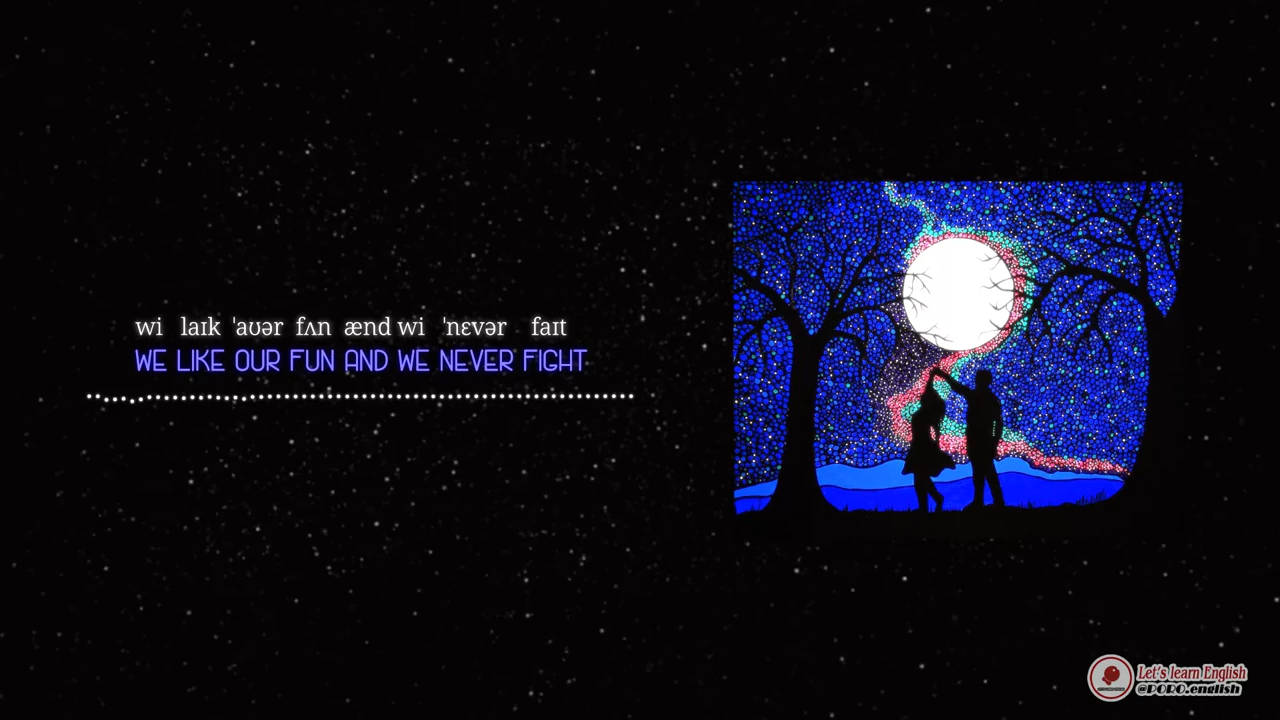 wi laɪk ˈaʊər fʌn ænd wi ˈnɛvər faɪt
WE LIKE OUR FUN AND WE NEVER FIGHT
Let's learn English
@PORO.english